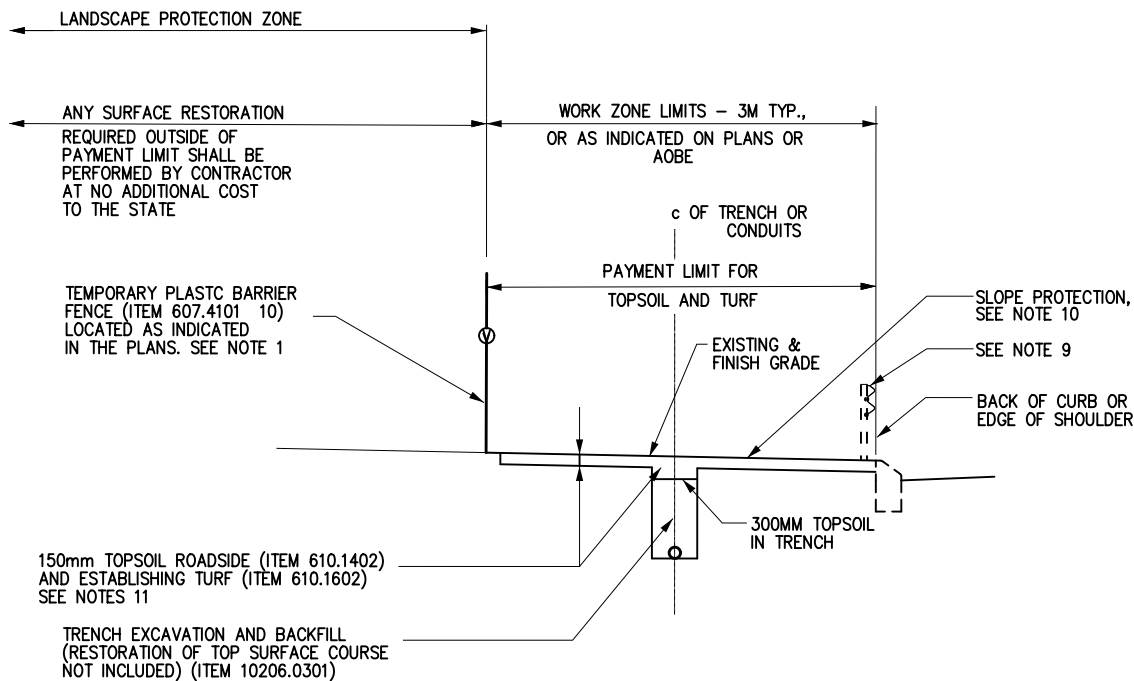 LANDSCAPE PROTECTION ZONE
ANY SURFACE RESTORATION
REQUIRED OUTSIDE OF
PAYMENT LIMIT SHALL BE
PERFORMED BY CONTRACTOR
AT NO ADDITIONAL COST
TO THE STATE
WORK ZONE LIMITS – 3M TYP.,
OR AS INDICATED ON PLANS OR
AOBE
c OF TRENCH OR
CONDUITS
PAYMENT LIMIT FOR
TOPSOIL AND TURF
TEMPORARY PLASTC BARRIER
FENCE (ITEM 607.4101 10)
LOCATED AS INDICATED
IN THE PLANS. SEE NOTE 1
V
EXISTING &
FINISH GRADE
SLOPE PROTECTION,
SEE NOTE 10
SEE NOTE 9
BACK OF CURB OR
EDGE OF SHOULDER
300MM TOPSOIL
IN TRENCH
150mm TOPSOIL ROADSIDE (ITEM 610.1402)
AND ESTABLISHING TURF (ITEM 610.1602)
SEE NOTES 11
TRENCH EXCAVATION AND BACKFILL
(RESTORATION OF TOP SURFACE COURSE
NOT INCLUDED) (ITEM 10206.0301)